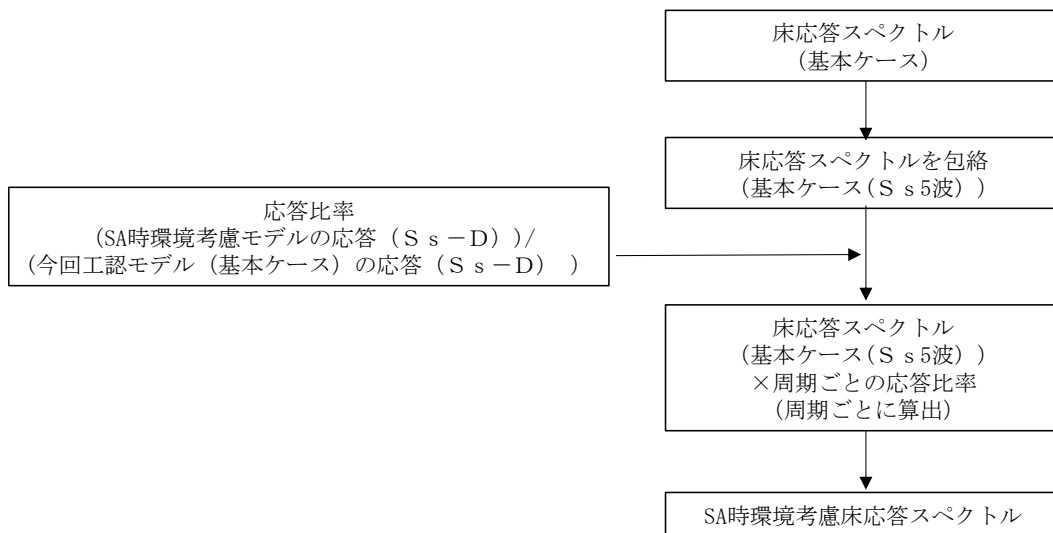 床応答スペクトル
(基本ケース)
床応答スペクトルを包絡
(基本ケース(Ｓｓ5波))
応答比率
(SA時環境考慮モデルの応答（Ｓｓ－Ｄ）)/
(今回工認モデル（基本ケース）の応答（Ｓｓ－Ｄ） )
床応答スペクトル
(基本ケース(Ｓｓ5波))
×周期ごとの応答比率
(周期ごとに算出)
SA時環境考慮床応答スペクトル